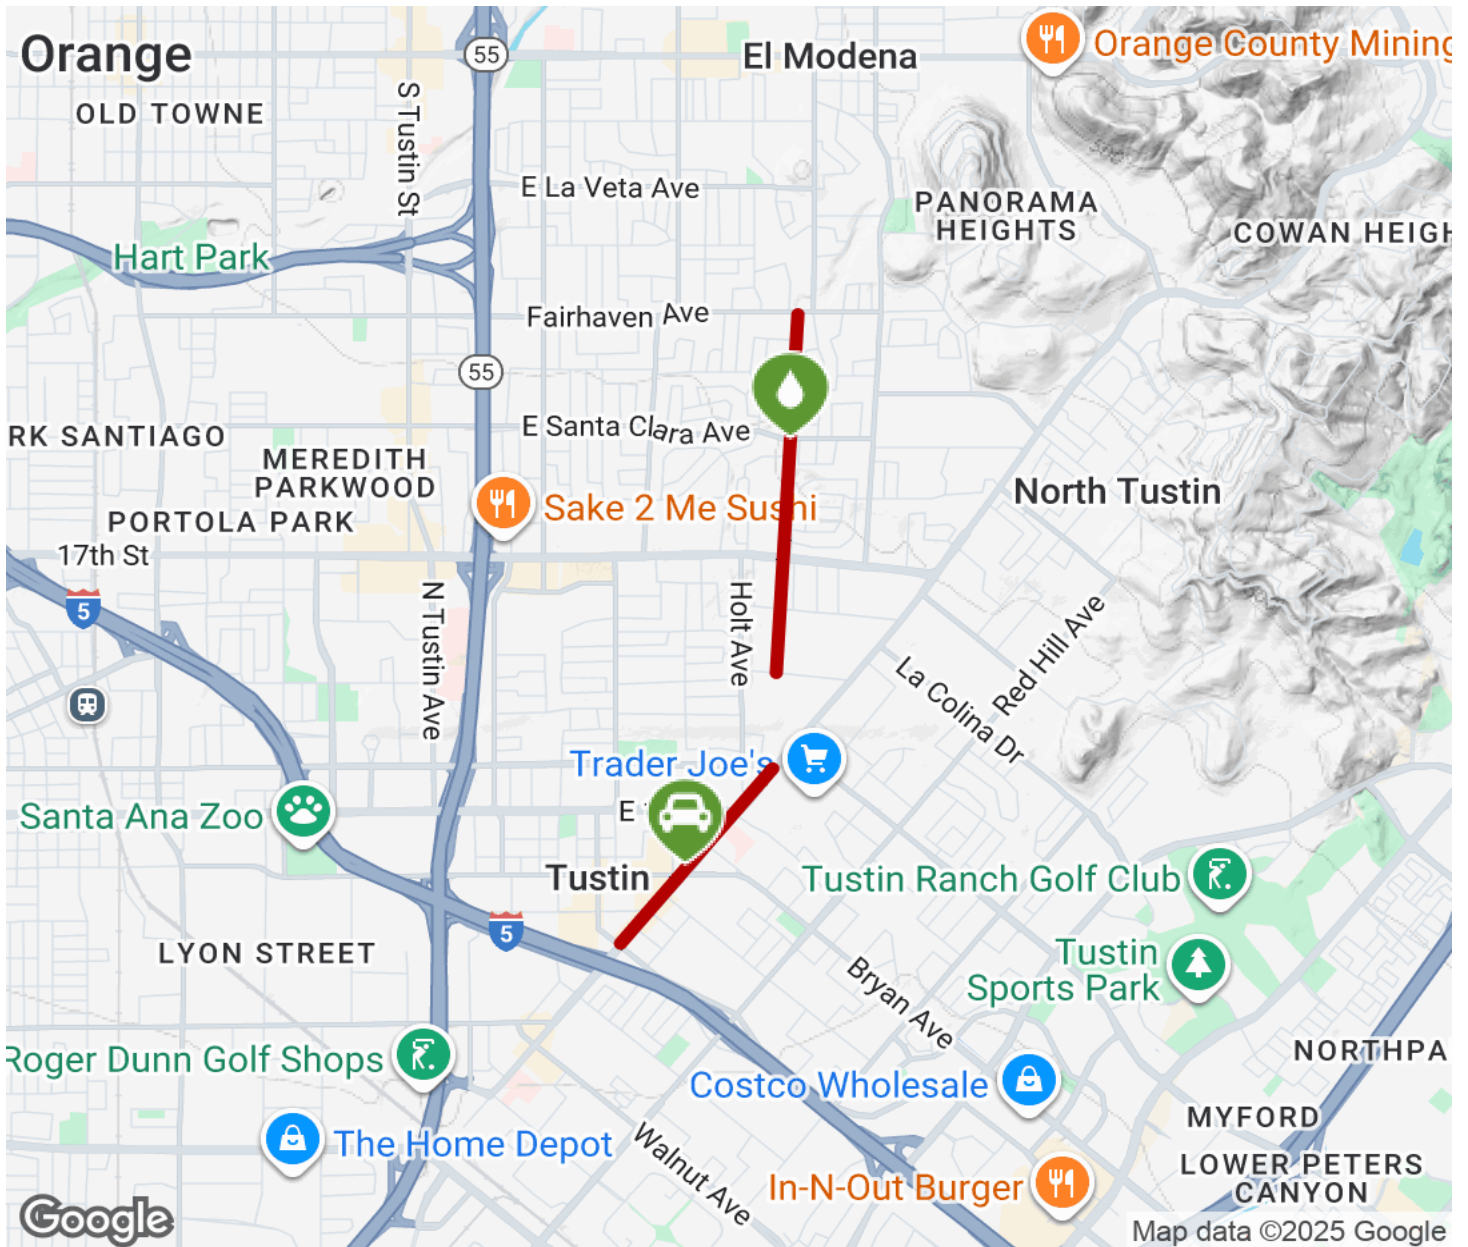 Orange
55
El Modena
Orange County Mining
OLD TOWNE
S Tustin St
E La Veta Ave
PANORAMA
HEIGHTS
COWAN HEIGH
Hart Park
Fairhaven Ave
55
E Santa Clara Ave
RK SANTIAGO
MEREDITH
PARKWOOD
North Tustin
Sake 2 Me Sushi
PORTOLA PARK
17th St
5
N Tustin Ave
Holt Ave
Red Hill Ave
La Colina Dr
Trader Joe's
Santa Ana Zoo
E
Tustin
Tustin Ranch Golf Club
5
LYON STREET
Tustin
Sports Park
Bryan Ave
Roger Dunn Golf Shops
NORTHPA
Costco Wholesale
MYFORD
The Home Depot
Walnut Ave
LOWER PETERS
CANYON
In-N-Out Burger
Google
Map data ©2025 Google